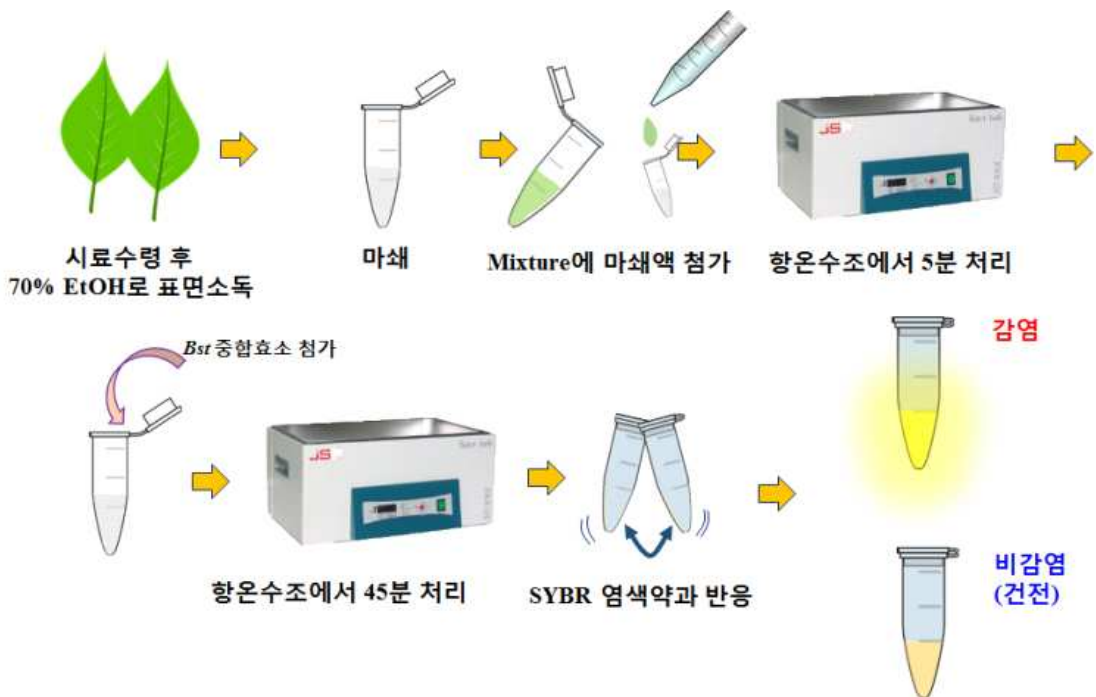 시료수령 후
70% EtOH로 표면소독
마쇄
Mixture에 마쇄액 첨가
JS
항온수조에서 5분 처리
Bst 중합효소 첨가
JS
항온수조에서 45분 처리
SYBR 염색약과 반응
감염
비감염
(건전)